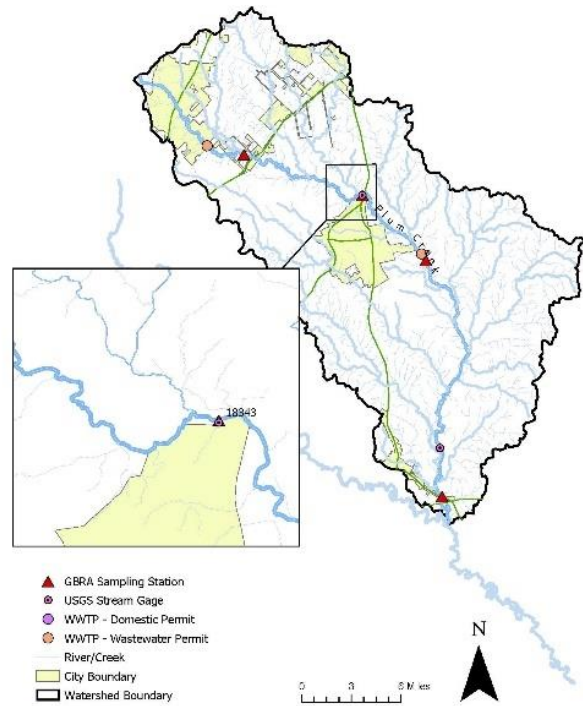 Plum Creek
18343
GBRA Sampling Station
USGS Stream Gage
WWTP - Domestic Permit
WWTP - Wastewater Permit
River/Creek
City Boundary
Watershed Boundary
N
0 3 6 Miles